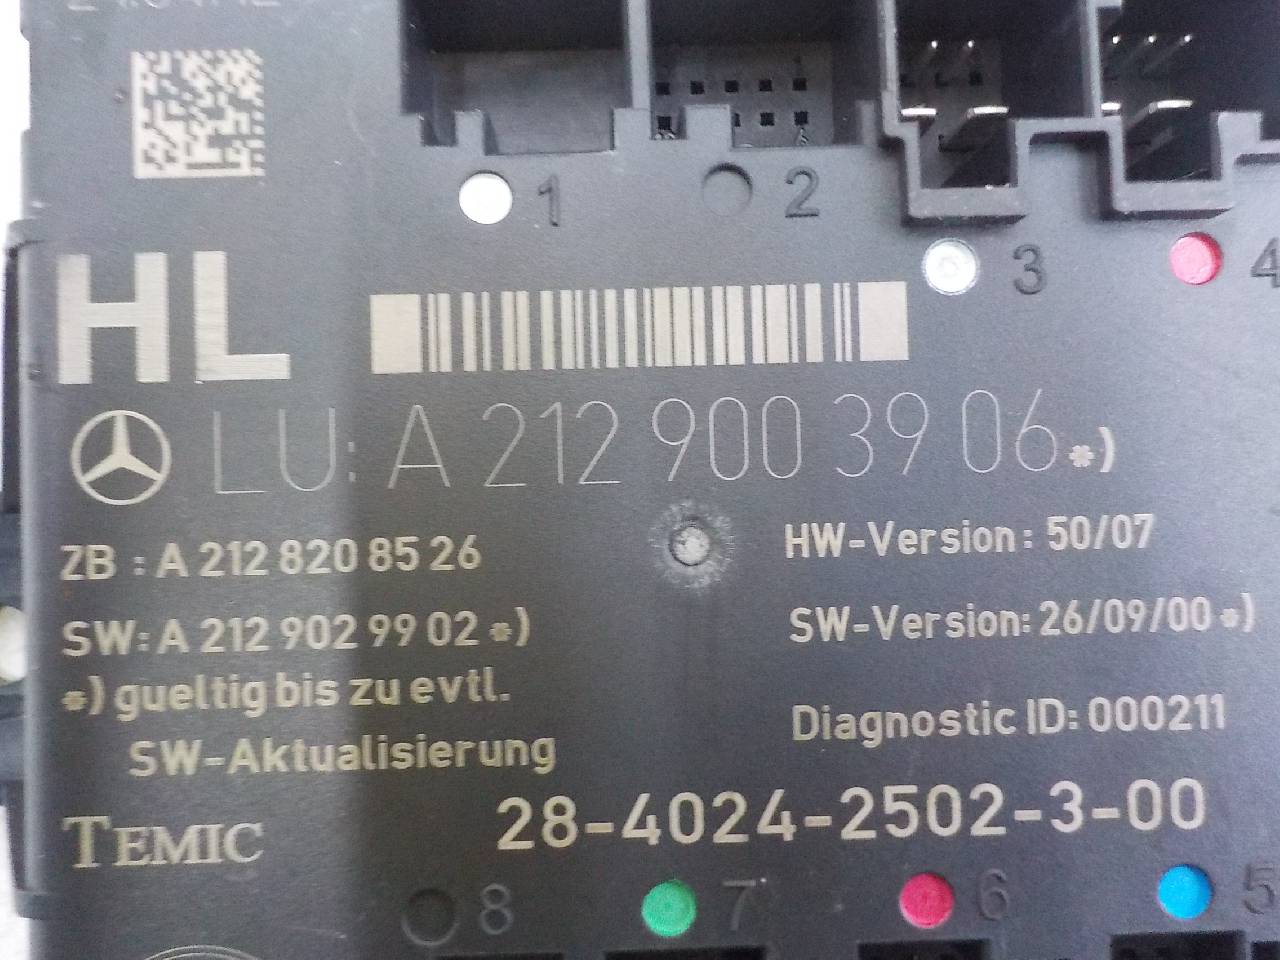 1
2
3
4
HL
LU: A 212 900 39 06 *)
ZB : A 212 820 85 26
HW-Version: 50/07
SW: A 212 902 99 02 *)
SW-Version: 26/09/00 *)
*) gueltig bis zu evtl.
SW-Aktualisierung
Diagnostic ID: 000211
TEMIC
28-4024-2502-3-00
8
7
6
5